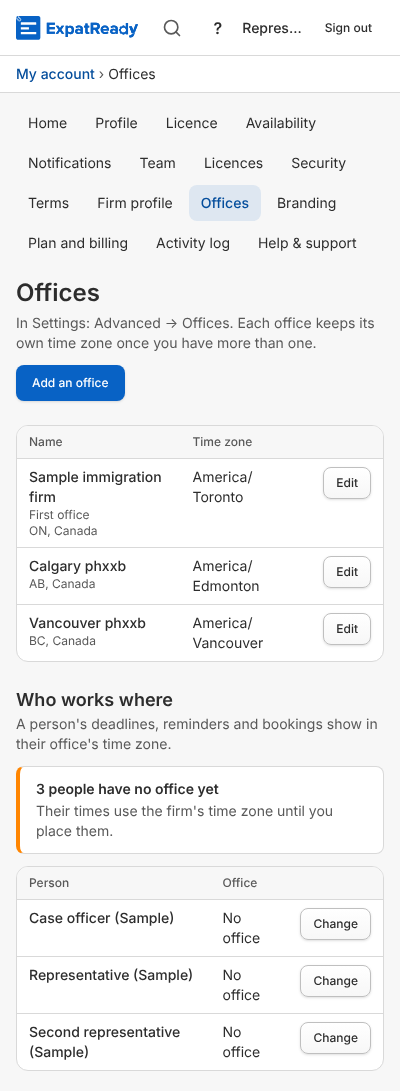 ExpatReady ? Repres... Sign out
My account › Offices
Home Profile Licence Availability
Notifications Team Licences Security
Terms Firm profile Offices Branding
Plan and billing Activity log Help & support
Offices
In Settings: Advanced → Offices. Each office keeps its
own time zone once you have more than one.
Add an office
Name Time zone
Sample immigration
firm
First office
ON, Canada
America/
Toronto
Edit
Calgary phxxb
AB, Canada
America/
Edmonton
Edit
Vancouver phxxb
BC, Canada
America/
Vancouver
Edit
Who works where
A person's deadlines, reminders and bookings show in
their office's time zone.
3 people have no office yet
Their times use the firm's time zone until you
place them.
Person Office
Case officer (Sample)
No
office
Change
Representative (Sample)
No
office
Change
Second representative
(Sample)
No
office
Change